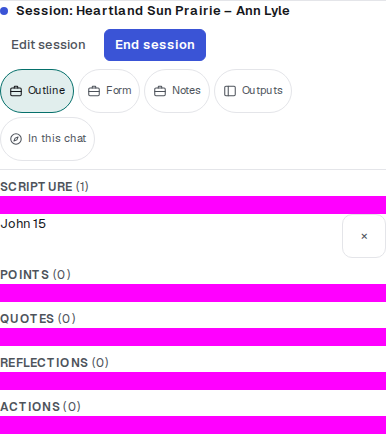 Session: Heartland Sun Prairie – Ann Lyle
Edit session
End session
Outline
Form
Notes
Outputs
In this chat
SCRIPTURE (1)
John 15
×
POINTS (0)
QUOTES (0)
REFLECTIONS (0)
ACTIONS (0)